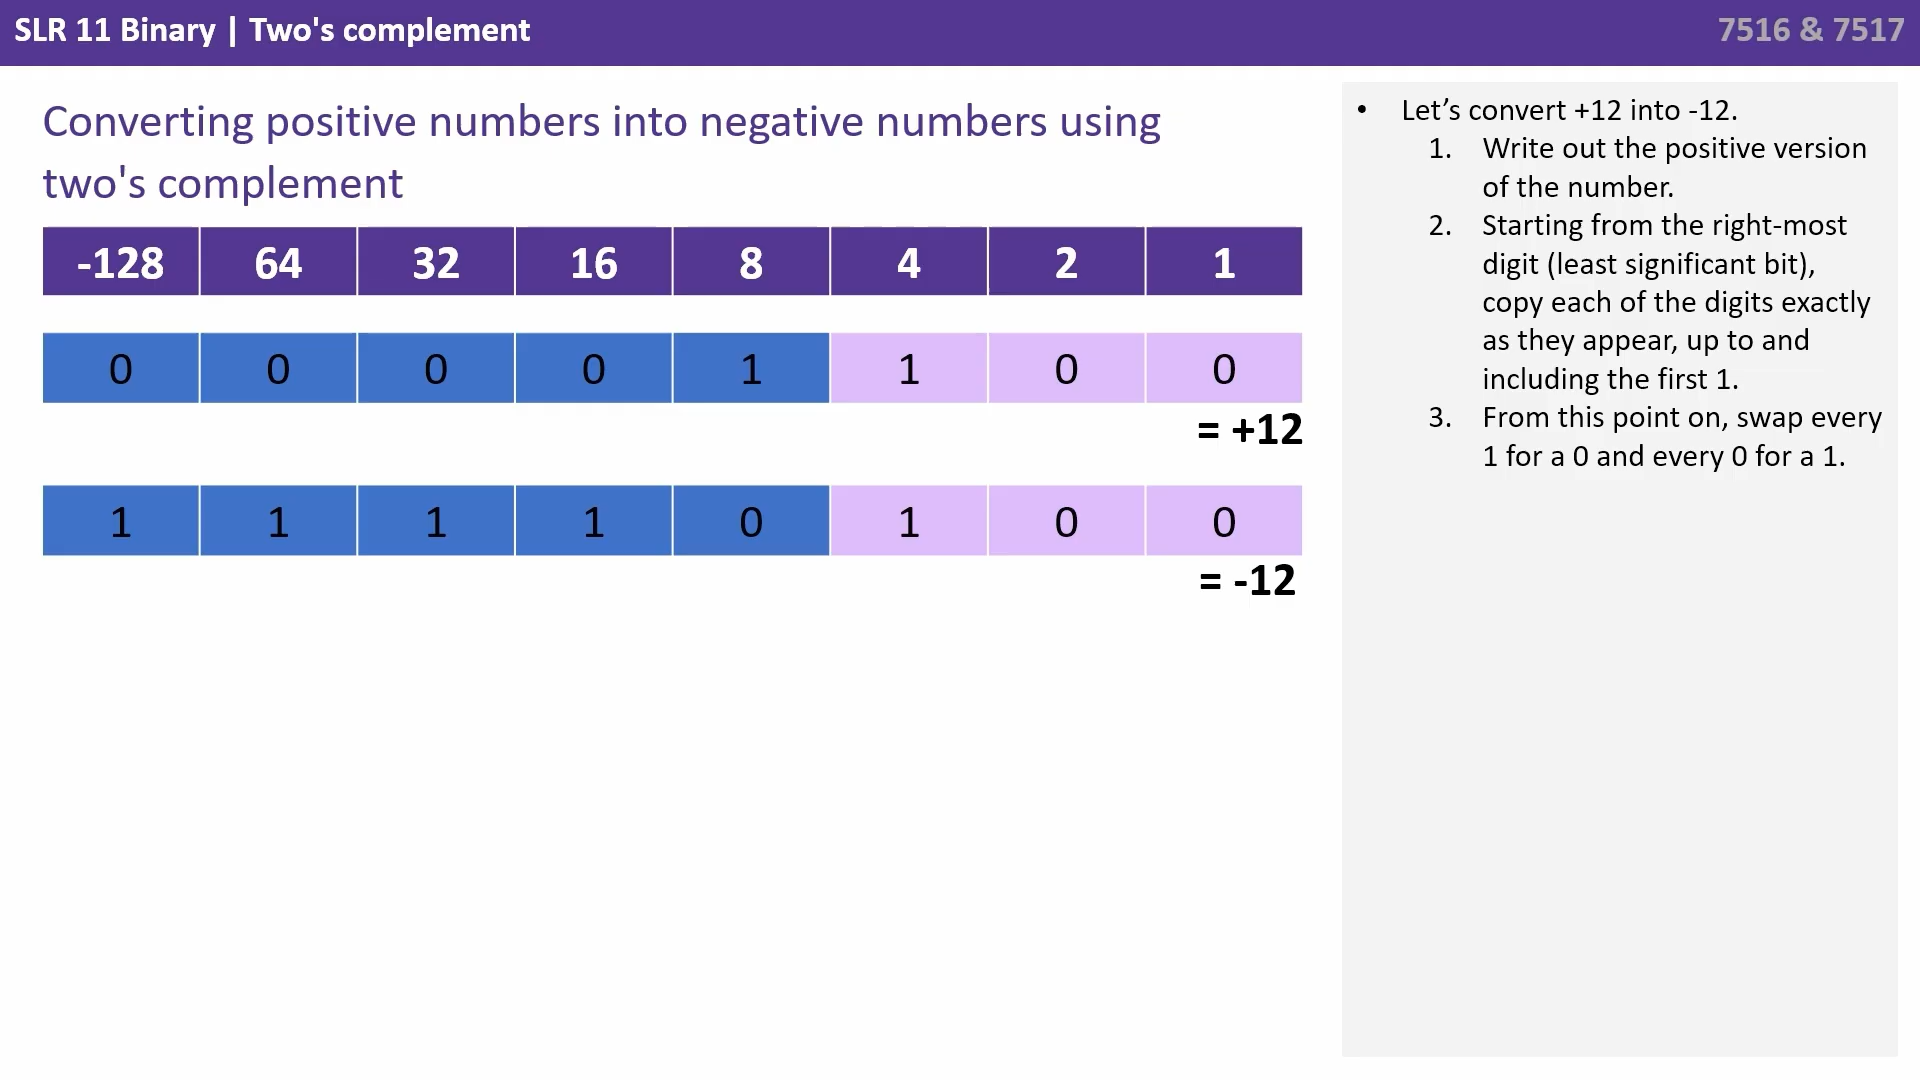 SLR 11 Binary | Two's complement
7516 & 7517
Converting positive numbers into negative numbers using
two's complement
-128 64 32 16 8 4 2 1
0 0 0 0 1 1 0 0
= +12
1 1 1 1 0 1 0 0
= -12
• Let’s convert +12 into -12.
1. Write out the positive version
of the number.
2. Starting from the right-most
digit (least significant bit),
copy each of the digits exactly
as they appear, up to and
including the first 1.
3. From this point on, swap every
1 for a 0 and every 0 for a 1.